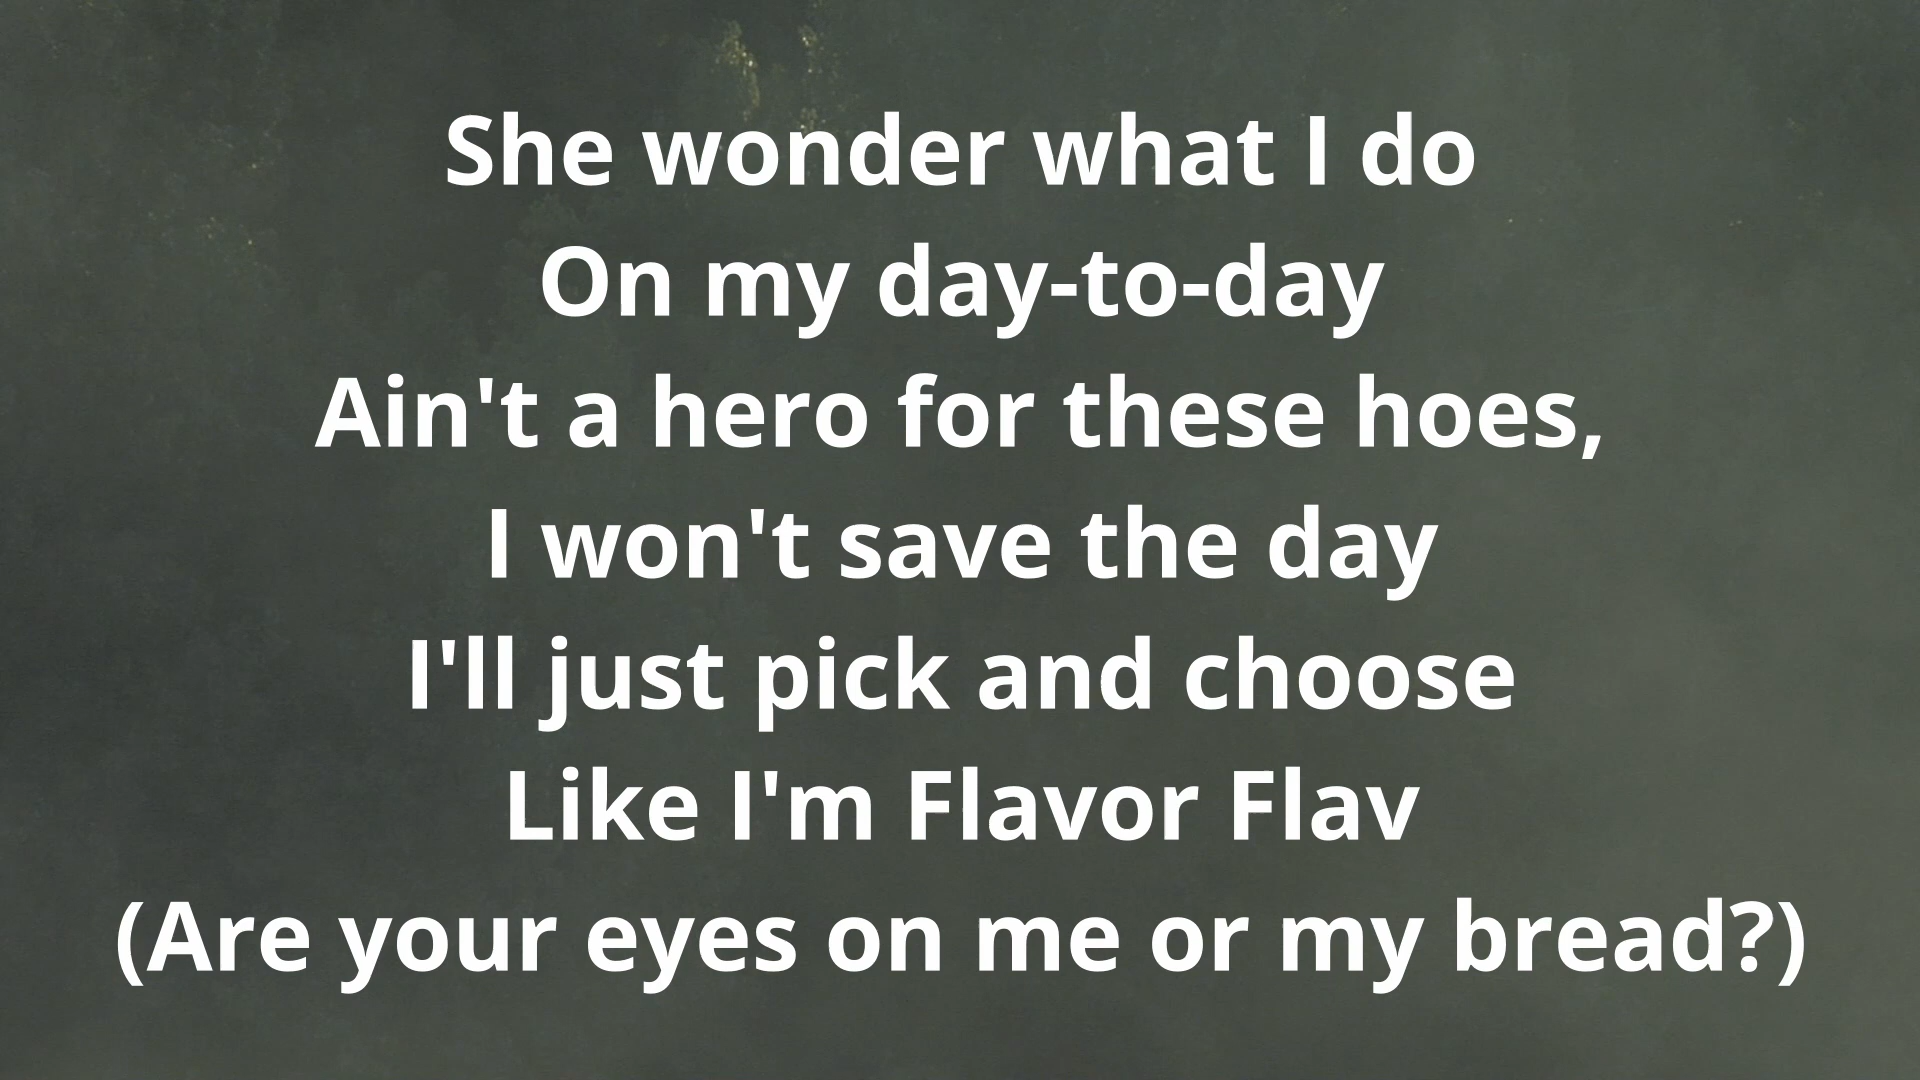 She wonder what I do
On my day-to-day
Ain't a hero for these hoes,
I won't save the day
I'll just pick and choose
Like I'm Flavor Flav
(Are your eyes on me or my bread?)